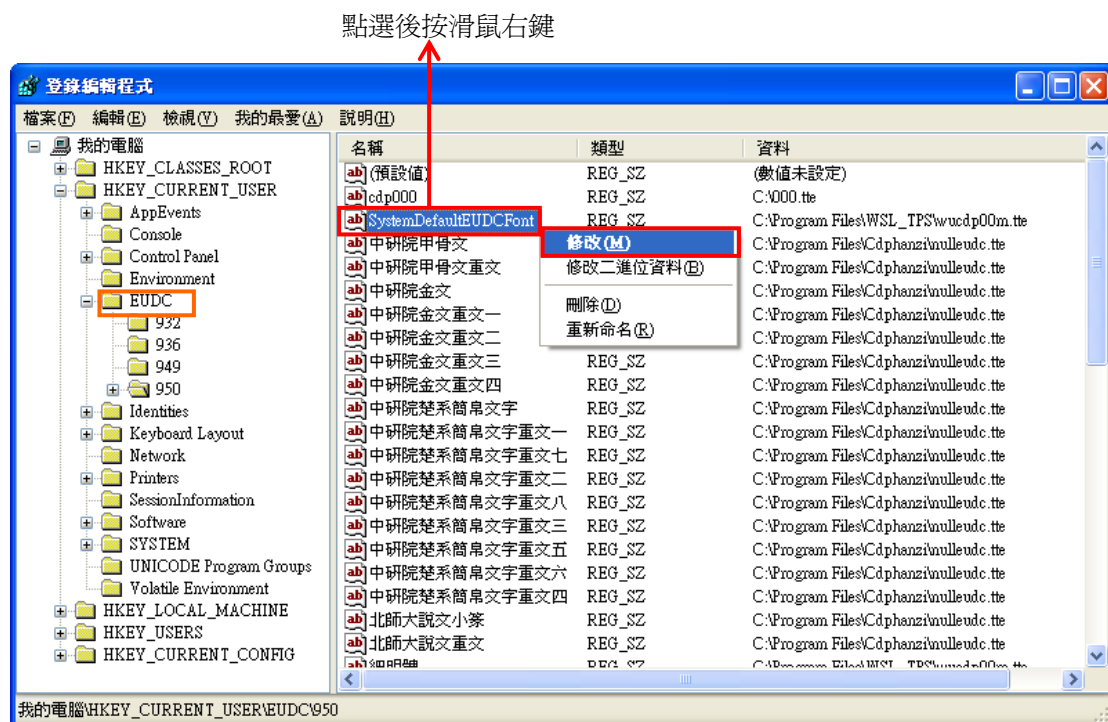 點選後按滑鼠右鍵
登錄編輯程式
檔案(F) 編輯(E) 檢視(V) 我的最愛(A) 說明(H)
我的電腦
HKEY_CLASSES_ROOT
HKEY_CURRENT_USER
AppEvents
Console
Control Panel
Environment
EUDC
932
936
949
950
Identities
Keyboard Layout
Network
Printers
SessionInformation
Software
SYSTEM
UNICODE Program Groups
Volatile Environment
HKEY_LOCAL_MACHINE
HKEY_USERS
HKEY_CURRENT_CONFIG
名稱 類型 資料
(預設值) REG_SZ (數值未設定)
cdp000 REG_SZ C:\000.tte
SystemDefaultEUDCFont REG_SZ C:\Program Files\WSL_TPS\wucdp00m.tte
中研院甲骨文 C:\Program Files\Cdphanzi\nulleudc.tte
中研院甲骨文重文 C:\Program Files\Cdphanzi\nulleudc.tte
中研院金文 C:\Program Files\Cdphanzi\nulleudc.tte
中研院金文重文一 C:\Program Files\Cdphanzi\nulleudc.tte
中研院金文重文二 C:\Program Files\Cdphanzi\nulleudc.tte
中研院金文重文三 REG_SZ C:\Program Files\Cdphanzi\nulleudc.tte
中研院金文重文四 REG_SZ C:\Program Files\Cdphanzi\nulleudc.tte
中研院楚系簡帛文字 REG_SZ C:\Program Files\Cdphanzi\nulleudc.tte
中研院楚系簡帛文字重文一 REG_SZ C:\Program Files\Cdphanzi\nulleudc.tte
中研院楚系簡帛文字重文七 REG_SZ C:\Program Files\Cdphanzi\nulleudc.tte
中研院楚系簡帛文字重文二 REG_SZ C:\Program Files\Cdphanzi\nulleudc.tte
中研院楚系簡帛文字重文八 REG_SZ C:\Program Files\Cdphanzi\nulleudc.tte
中研院楚系簡帛文字重文三 REG_SZ C:\Program Files\Cdphanzi\nulleudc.tte
中研院楚系簡帛文字重文五 REG_SZ C:\Program Files\Cdphanzi\nulleudc.tte
中研院楚系簡帛文字重文六 REG_SZ C:\Program Files\Cdphanzi\nulleudc.tte
中研院楚系簡帛文字重文四 REG_SZ C:\Program Files\Cdphanzi\nulleudc.tte
北師大說文小篆 REG_SZ C:\Program Files\Cdphanzi\nulleudc.tte
北師大說文重文 REG_SZ C:\Program Files\Cdphanzi\nulleudc.tte
細明體 REG_SZ C:\Program Files\WSL_TPS\wucdp00m.tte
修改(M)
修改二進位資料(B)
刪除(D)
重新命名(R)
我的電腦\HKEY_CURRENT_USER\EUDC\950